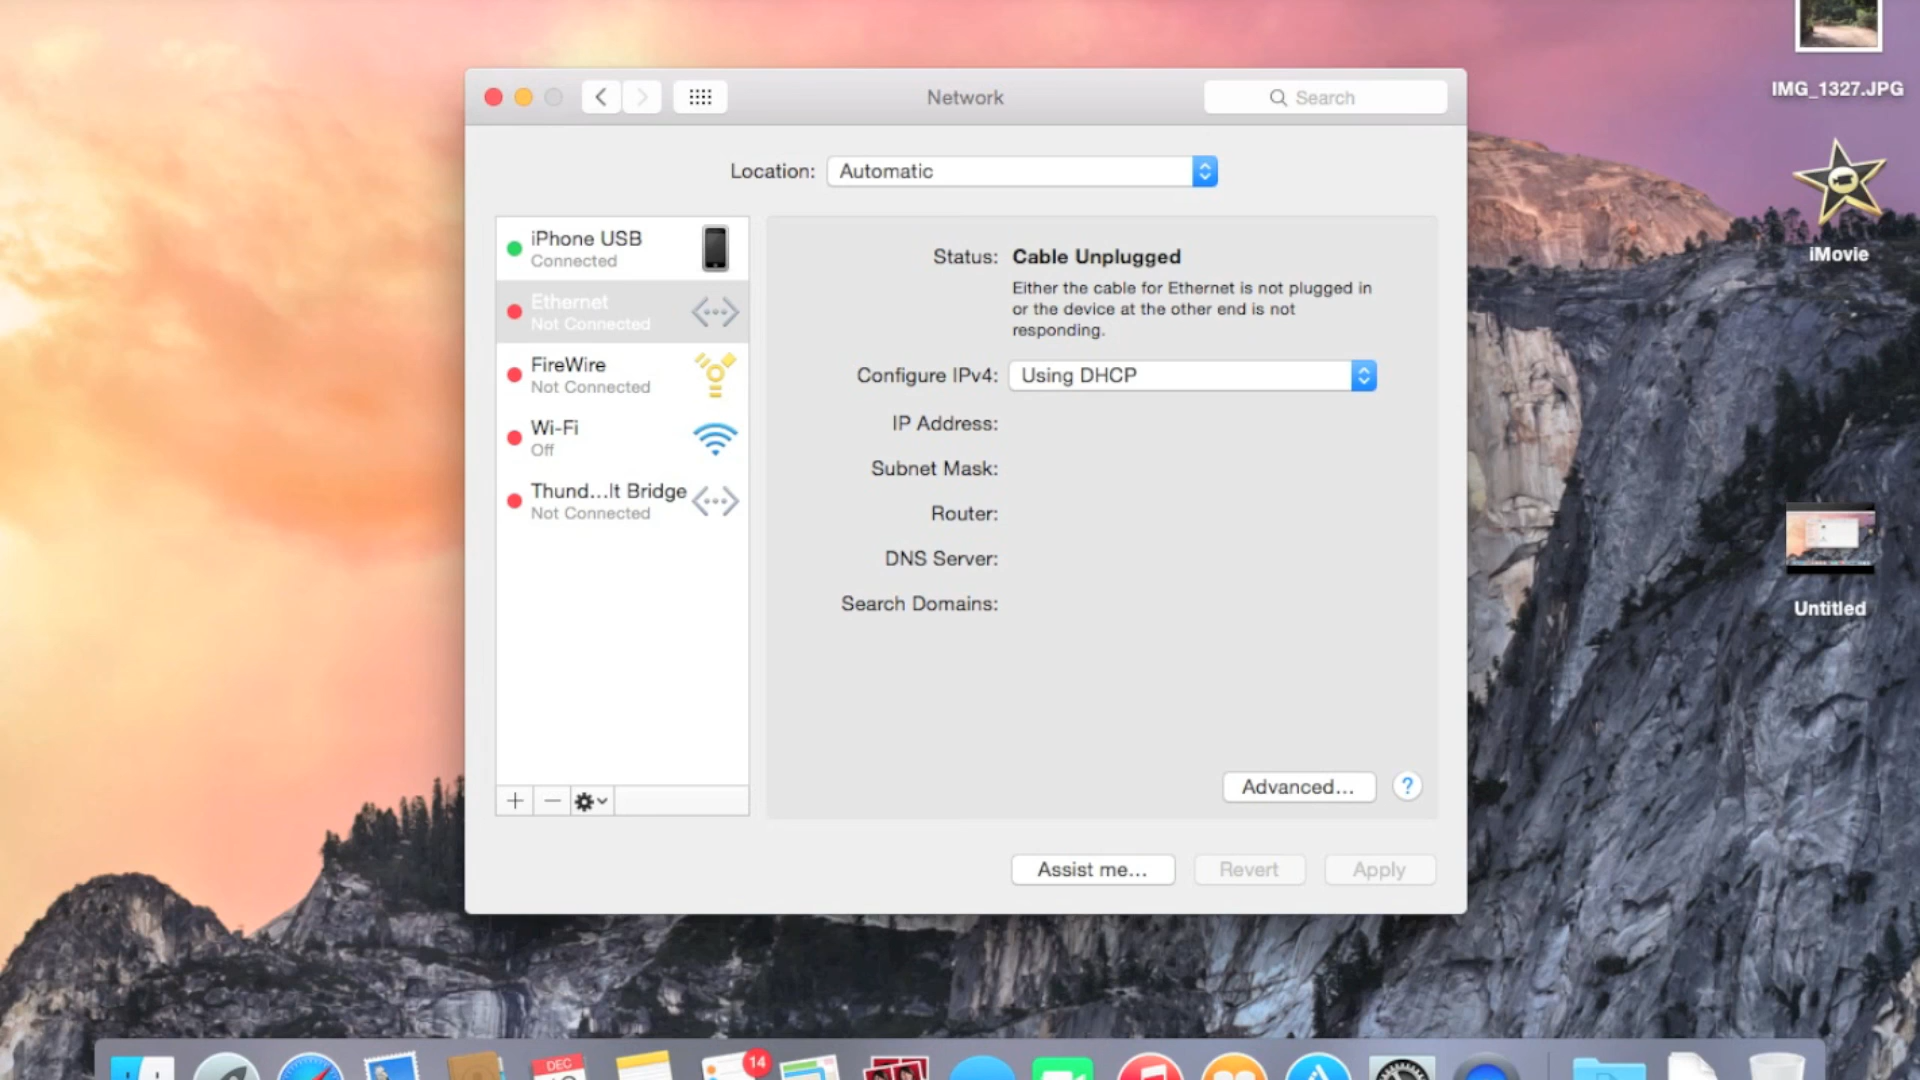 IMG_1327.JPG
Network
Search
Location: Automatic
iPhone USB
Connected
Ethernet
Not Connected
FireWire
Not Connected
Wi-Fi
Off
Thund...lt Bridge
Not Connected
Status: Cable Unplugged
Either the cable for Ethernet is not plugged in
or the device at the other end is not
responding.
Configure IPv4: Using DHCP
IP Address:
Subnet Mask:
Router:
DNS Server:
Search Domains:
Advanced...
?
Assist me...
Revert
Apply
iMovie
Untitled
DEC
14